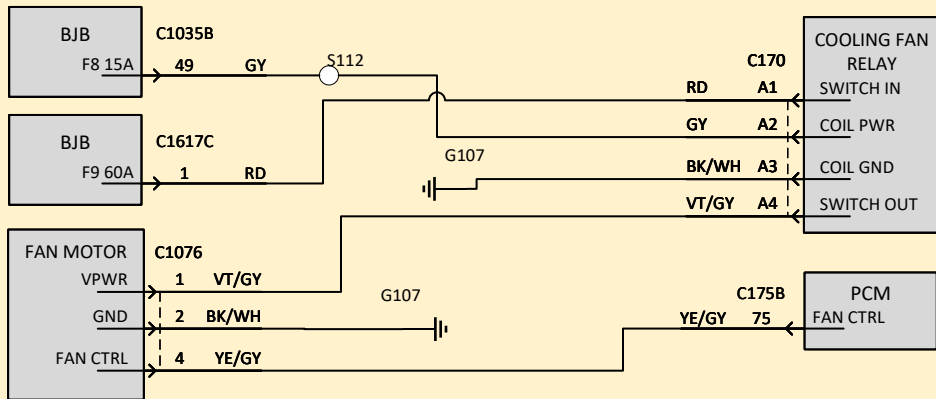 BJB
F8 15A
C1035B
49 GY
S112
BJB
F9 60A
C1617C
1 RD
G107
C170
RD A1
GY A2
BK/WH A3
VT/GY A4
COOLING FAN
RELAY
SWITCH IN
COIL PWR
COIL GND
SWITCH OUT
FAN MOTOR
VPWR
GND
FAN CTRL
C1076
1 VT/GY
2 BK/WH
4 YE/GY
G107
C175B
YE/GY 75
PCM
FAN CTRL